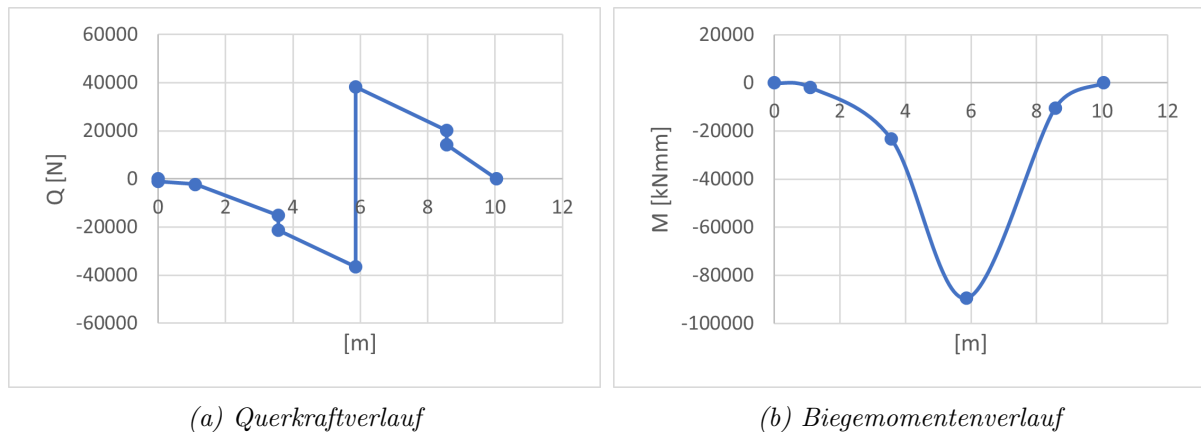 60000
40000
20000
0
-20000
-40000
-60000
0 2 4 6 8 10 12
Q [N]
[m]
20000
0
-20000
-40000
-60000
-80000
-100000
0 2 4 6 8 10 12
M [kNmm]
[m]
(a) Querkraftverlauf
(b) Biegemomentenverlauf